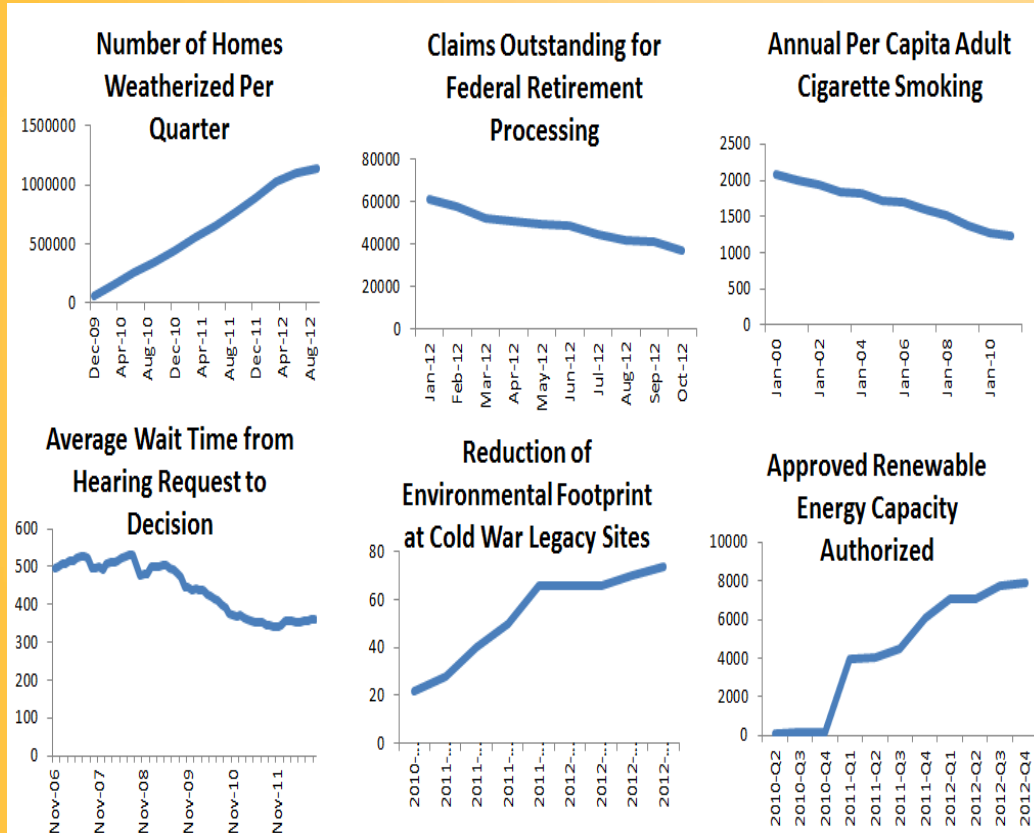 Number of Homes
Weatherized Per
Quarter
1500000
1000000
500000
0
Dec-09
Apr-10
Aug-10
Dec-10
Apr-11
Aug-11
Dec-11
Apr-12
Aug-12
Claims Outstanding for
Federal Retirement
Processing
80000
60000
40000
20000
0
Jan-12
Feb-12
Mar-12
Apr-12
May-12
Jun-12
Jul-12
Aug-12
Sep-12
Oct-12
Annual Per Capita Adult
Cigarette Smoking
2500
2000
1500
1000
500
0
Jan-00
Jan-02
Jan-04
Jan-06
Jan-08
Jan-10
Average Wait Time from
Hearing Request to
Decision
600
500
400
300
200
100
0
Nov-06
Nov-07
Nov-08
Nov-09
Nov-10
Nov-11
Reduction of
Environmental Footprint
at Cold War Legacy Sites
80
60
40
20
0
2010-...
2011-...
2011-...
2011-...
2011-...
2012-...
2012-...
2012-...
2012-...
Approved Renewable
Energy Capacity
Authorized
10000
8000
6000
4000
2000
0
2010-Q2
2010-Q3
2010-Q4
2011-Q1
2011-Q2
2011-Q3
2011-Q4
2012-Q1
2012-Q2
2012-Q3
2012-Q4